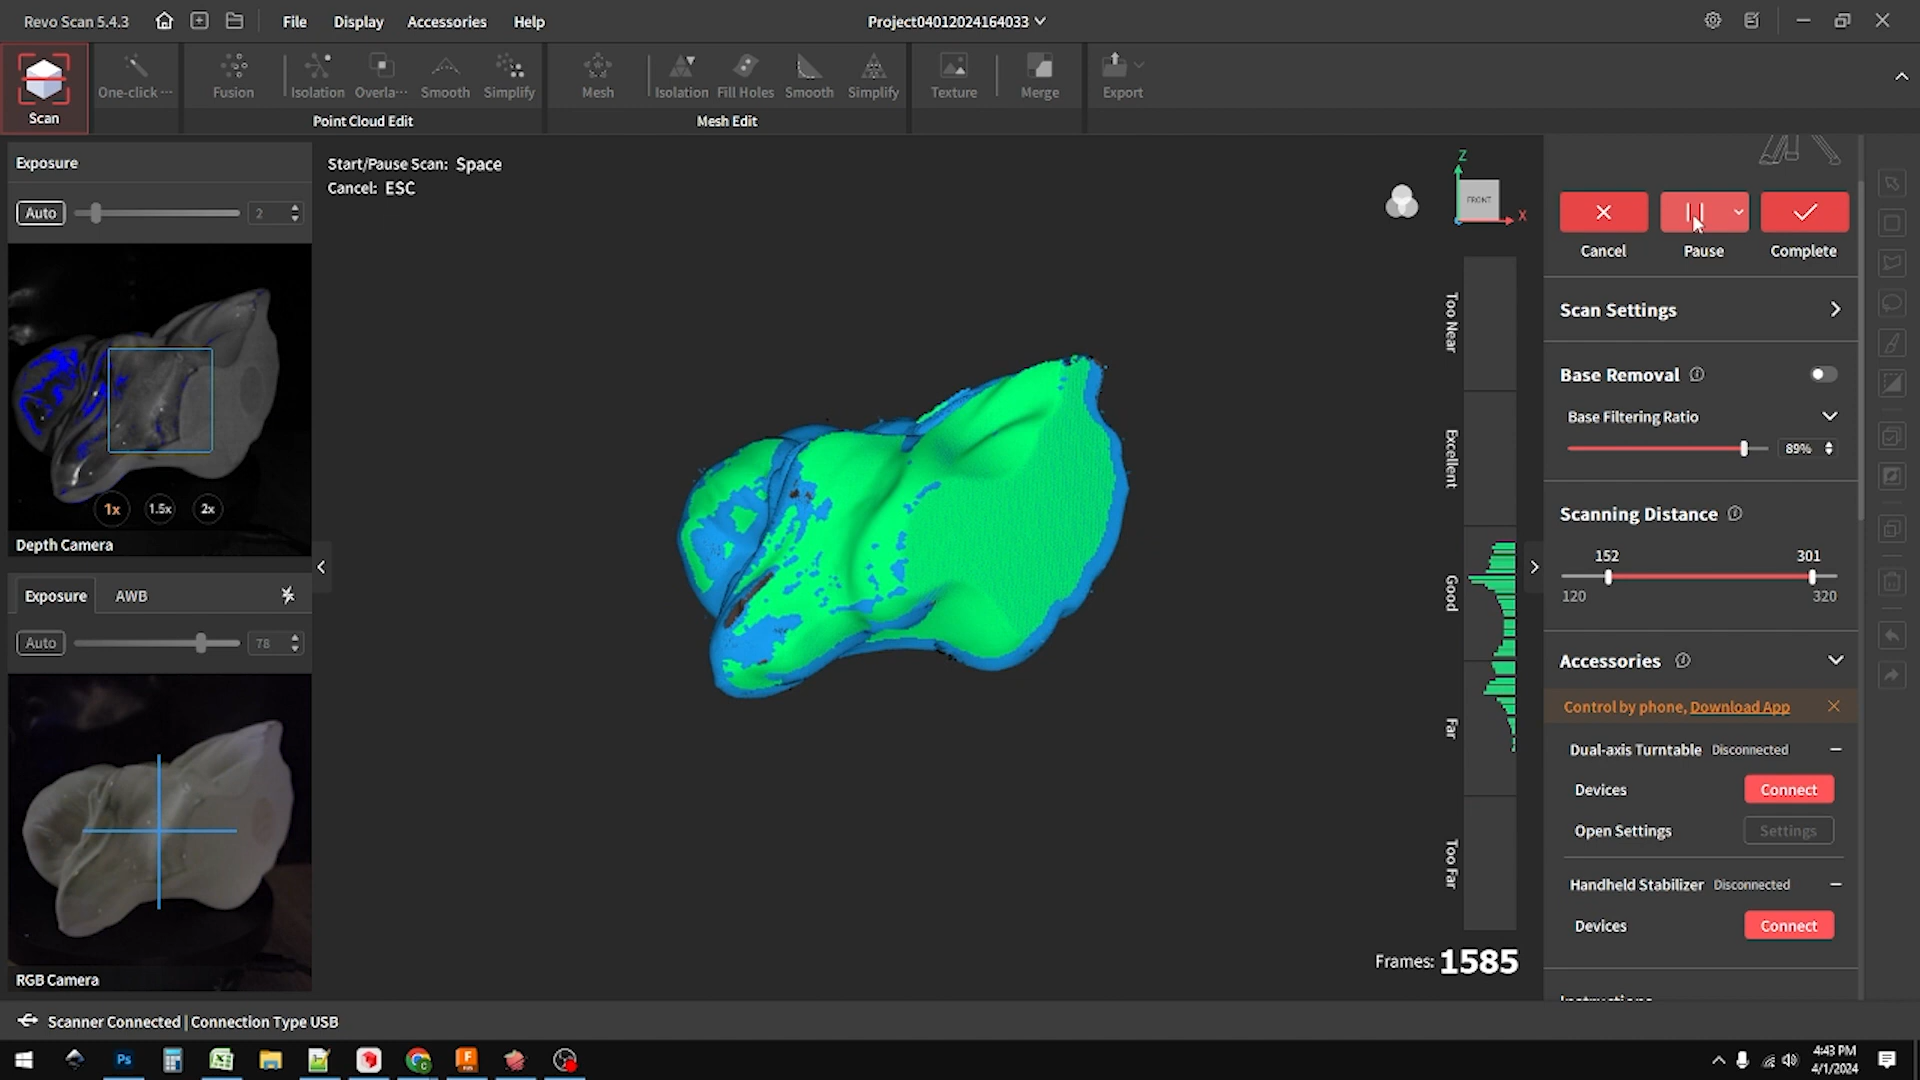 Revo Scan 5.4.3
File
Display
Accessories
Help
Project04012024164033
Scan
One-click ···
Fusion
Isolation
Overla···
Smooth
Simplify
Point Cloud Edit
Mesh
Isolation
Fill Holes
Smooth
Simplify
Mesh Edit
Texture
Merge
Export
Exposure
Auto
2
1x
1.5x
2x
Depth Camera
Exposure
AWB
Auto
78
RGB Camera
Start/Pause Scan: Space
Cancel: ESC
Z
FRONT
X
Too Near
Excellent
Good
Far
Too Far
Frames: 1585
Cancel
Pause
Complete
Scan Settings
Base Removal
Base Filtering Ratio
89%
Scanning Distance
152
301
120
320
Accessories
Control by phone, Download App
Dual-axis Turntable Disconnected
Devices
Connect
Open Settings
Settings
Handheld Stabilizer Disconnected
Devices
Connect
Scanner Connected | Connection Type USB
Ps
F
4:43 PM
4/1/2024